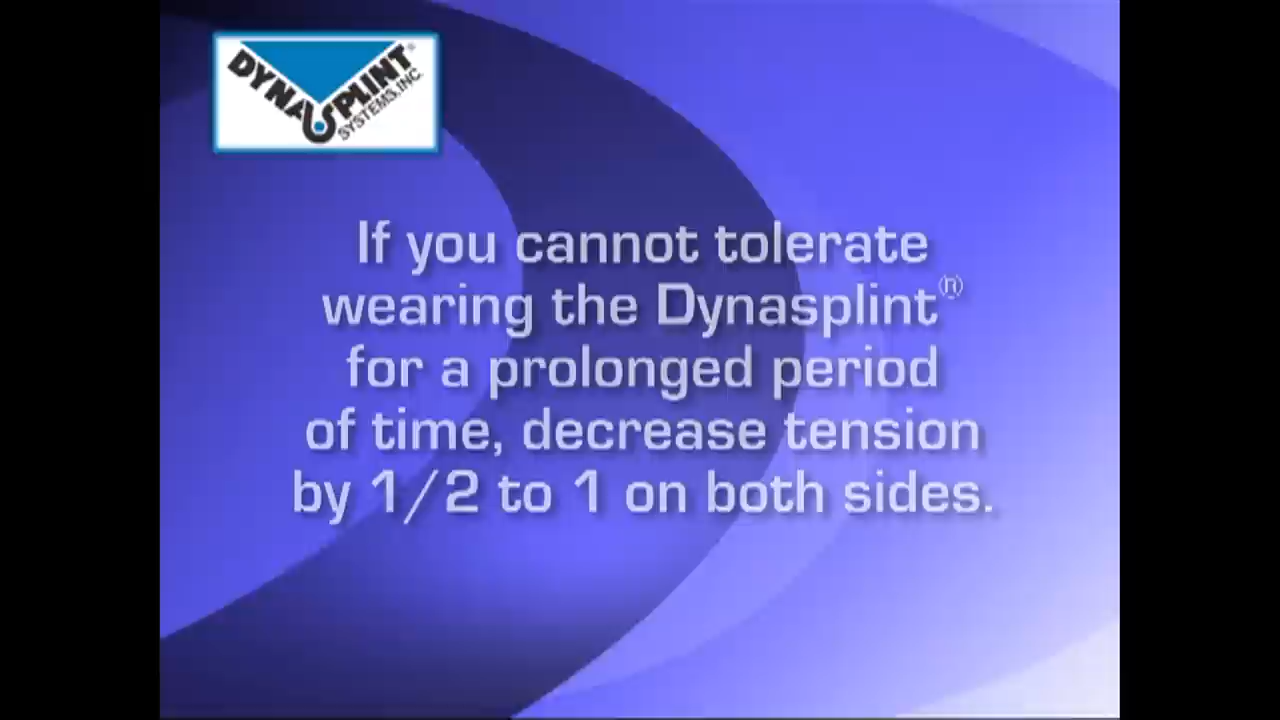 DYNASPLINT®
SYSTEMS, INC.
If you cannot tolerate
wearing the Dynasplint®
for a prolonged period
of time, decrease tension
by 1/2 to 1 on both sides.